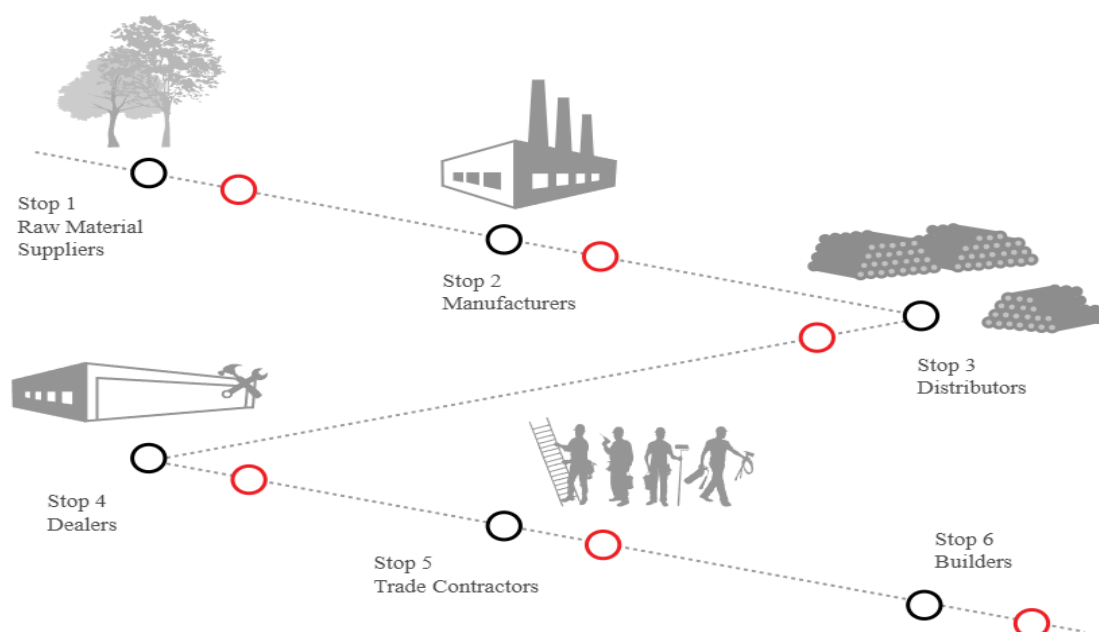 Stop 1
Raw Material
Suppliers
Stop 2
Manufacturers
Stop 3
Distributors
Stop 4
Dealers
Stop 5
Trade Contractors
Stop 6
Builders